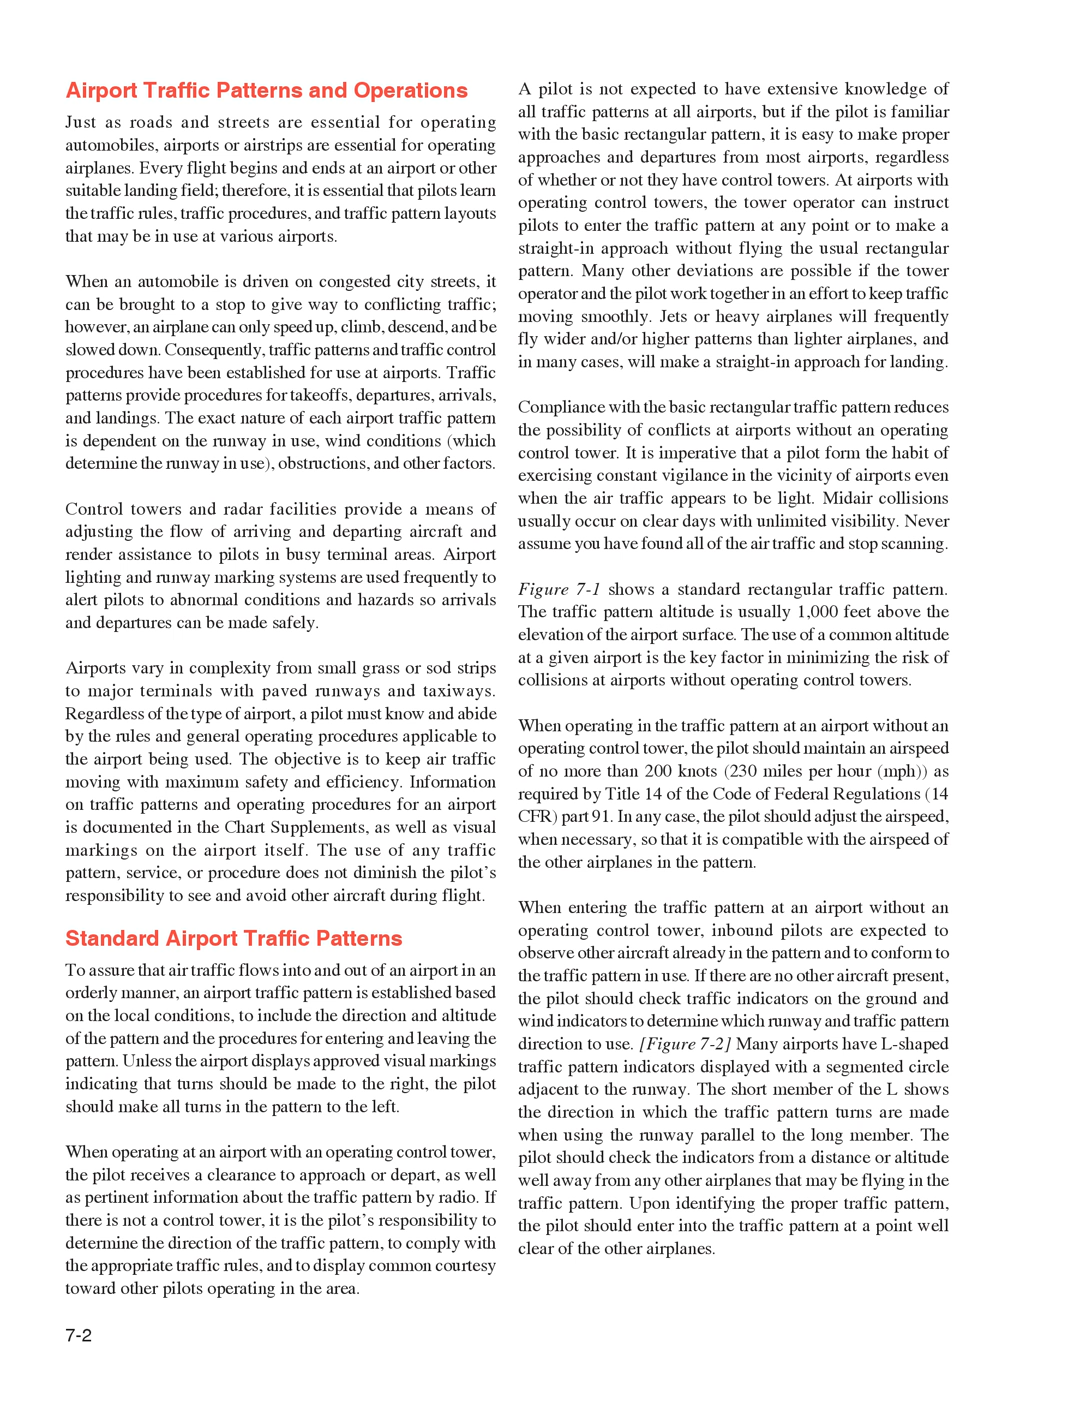 Airport Traffic Patterns and Operations
Just as roads and streets are essential for operating
automobiles, airports or airstrips are essential for operating
airplanes. Every flight begins and ends at an airport or other
suitable landing field; therefore, it is essential that pilots learn
the traffic rules, traffic procedures, and traffic pattern layouts
that may be in use at various airports.
When an automobile is driven on congested city streets, it
can be brought to a stop to give way to conflicting traffic;
however, an airplane can only speed up, climb, descend, and be
slowed down. Consequently, traffic patterns and traffic control
procedures have been established for use at airports. Traffic
patterns provide procedures for takeoffs, departures, arrivals,
and landings. The exact nature of each airport traffic pattern
is dependent on the runway in use, wind conditions (which
determine the runway in use), obstructions, and other factors.
Control towers and radar facilities provide a means of
adjusting the flow of arriving and departing aircraft and
render assistance to pilots in busy terminal areas. Airport
lighting and runway marking systems are used frequently to
alert pilots to abnormal conditions and hazards so arrivals
and departures can be made safely.
Airports vary in complexity from small grass or sod strips
to major terminals with paved runways and taxiways.
Regardless of the type of airport, a pilot must know and abide
by the rules and general operating procedures applicable to
the airport being used. The objective is to keep air traffic
moving with maximum safety and efficiency. Information
on traffic patterns and operating procedures for an airport
is documented in the Chart Supplements, as well as visual
markings on the airport itself. The use of any traffic
pattern, service, or procedure does not diminish the pilot's
responsibility to see and avoid other aircraft during flight.
Standard Airport Traffic Patterns
To assure that air traffic flows into and out of an airport in an
orderly manner, an airport traffic pattern is established based
on the local conditions, to include the direction and altitude
of the pattern and the procedures for entering and leaving the
pattern. Unless the airport displays approved visual markings
indicating that turns should be made to the right, the pilot
should make all turns in the pattern to the left.
When operating at an airport with an operating control tower,
the pilot receives a clearance to approach or depart, as well
as pertinent information about the traffic pattern by radio. If
there is not a control tower, it is the pilot's responsibility to
determine the direction of the traffic pattern, to comply with
the appropriate traffic rules, and to display common courtesy
toward other pilots operating in the area.
A pilot is not expected to have extensive knowledge of
all traffic patterns at all airports, but if the pilot is familiar
with the basic rectangular pattern, it is easy to make proper
approaches and departures from most airports, regardless
of whether or not they have control towers. At airports with
operating control towers, the tower operator can instruct
pilots to enter the traffic pattern at any point or to make a
straight-in approach without flying the usual rectangular
pattern. Many other deviations are possible if the tower
operator and the pilot work together in an effort to keep traffic
moving smoothly. Jets or heavy airplanes will frequently
fly wider and/or higher patterns than lighter airplanes, and
in many cases, will make a straight-in approach for landing.
Compliance with the basic rectangular traffic pattern reduces
the possibility of conflicts at airports without an operating
control tower. It is imperative that a pilot form the habit of
exercising constant vigilance in the vicinity of airports even
when the air traffic appears to be light. Midair collisions
usually occur on clear days with unlimited visibility. Never
assume you have found all of the air traffic and stop scanning.
Figure 7-1 shows a standard rectangular traffic pattern.
The traffic pattern altitude is usually 1,000 feet above the
elevation of the airport surface. The use of a common altitude
at a given airport is the key factor in minimizing the risk of
collisions at airports without operating control towers.
When operating in the traffic pattern at an airport without an
operating control tower, the pilot should maintain an airspeed
of no more than 200 knots (230 miles per hour (mph)) as
required by Title 14 of the Code of Federal Regulations (14
CFR) part 91. In any case, the pilot should adjust the airspeed,
when necessary, so that it is compatible with the airspeed of
the other airplanes in the pattern.
When entering the traffic pattern at an airport without an
operating control tower, inbound pilots are expected to
observe other aircraft already in the pattern and to conform to
the traffic pattern in use. If there are no other aircraft present,
the pilot should check traffic indicators on the ground and
wind indicators to determine which runway and traffic pattern
direction to use. [Figure 7-2] Many airports have L-shaped
traffic pattern indicators displayed with a segmented circle
adjacent to the runway. The short member of the L shows
the direction in which the traffic pattern turns are made
when using the runway parallel to the long member. The
pilot should check the indicators from a distance or altitude
well away from any other airplanes that may be flying in the
traffic pattern. Upon identifying the proper traffic pattern,
the pilot should enter into the traffic pattern at a point well
clear of the other airplanes.
7-2